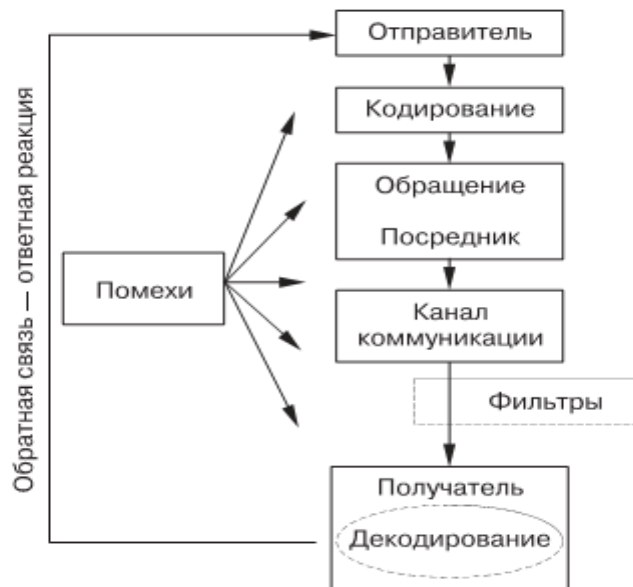 Отправитель
Кодирование
Обращение
Посредник
Помехи
Канал
коммуникации
Фильтры
Получатель
Декодирование
Обратная связь — ответная реакция